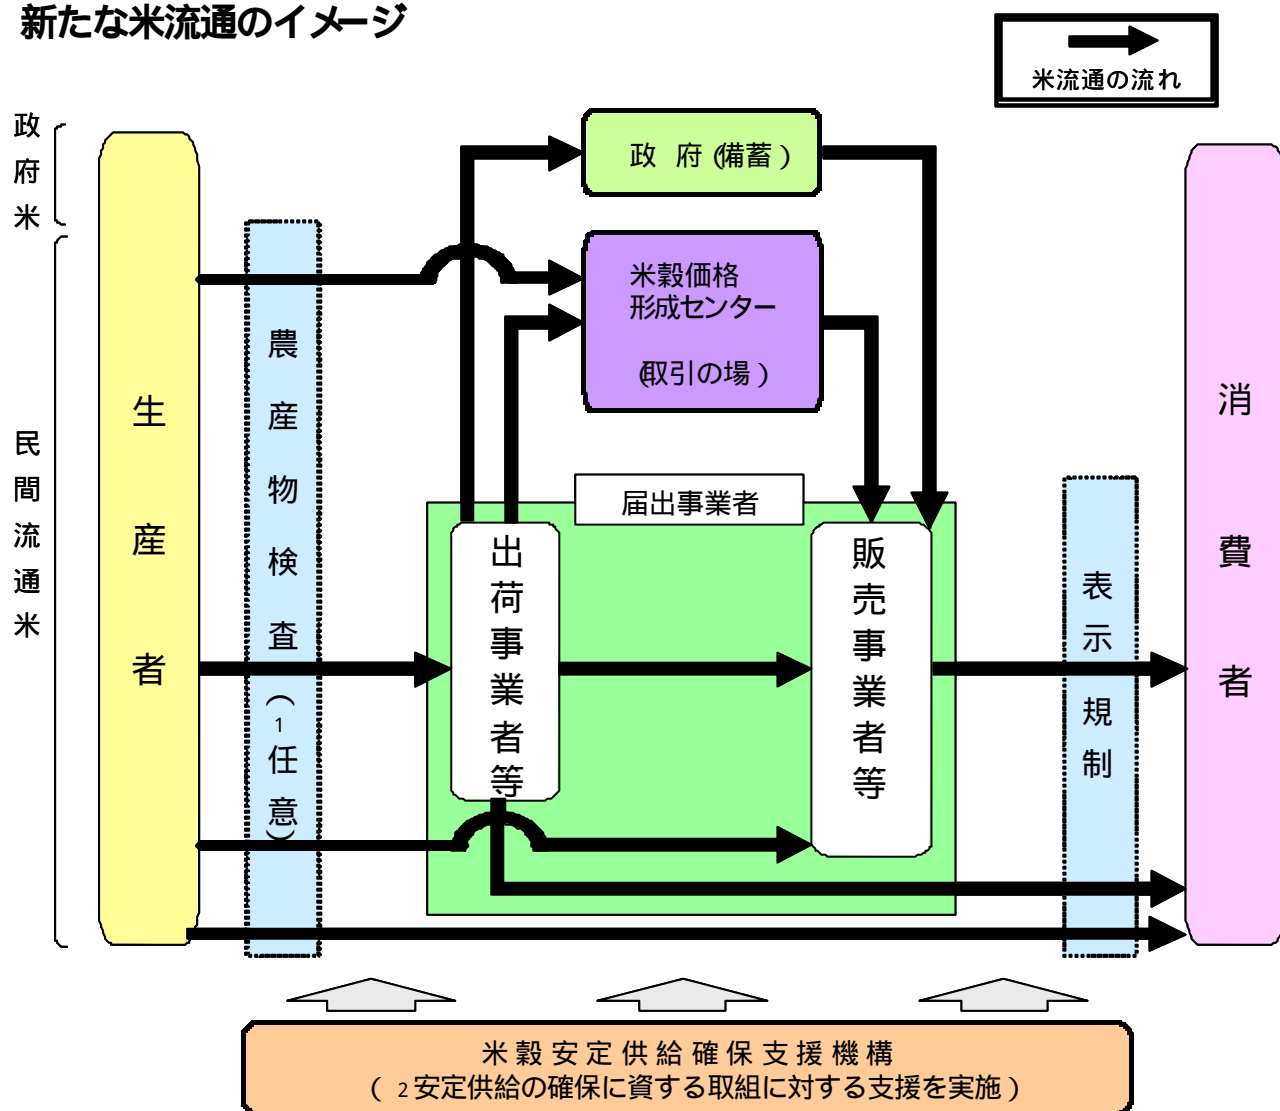 新たな米流通のイメージ
米流通の流れ
政府米
民間流通米
生産者
農産物検査(1任意)
政 府(備蓄)
米穀価格
形成センター
(取引の場)
届出事業者
出荷事業者等
販売事業者等
表示規制
消費者
米穀安定供給確保支援機構
( 2安定供給の確保に資する取組に対する支援を実施)